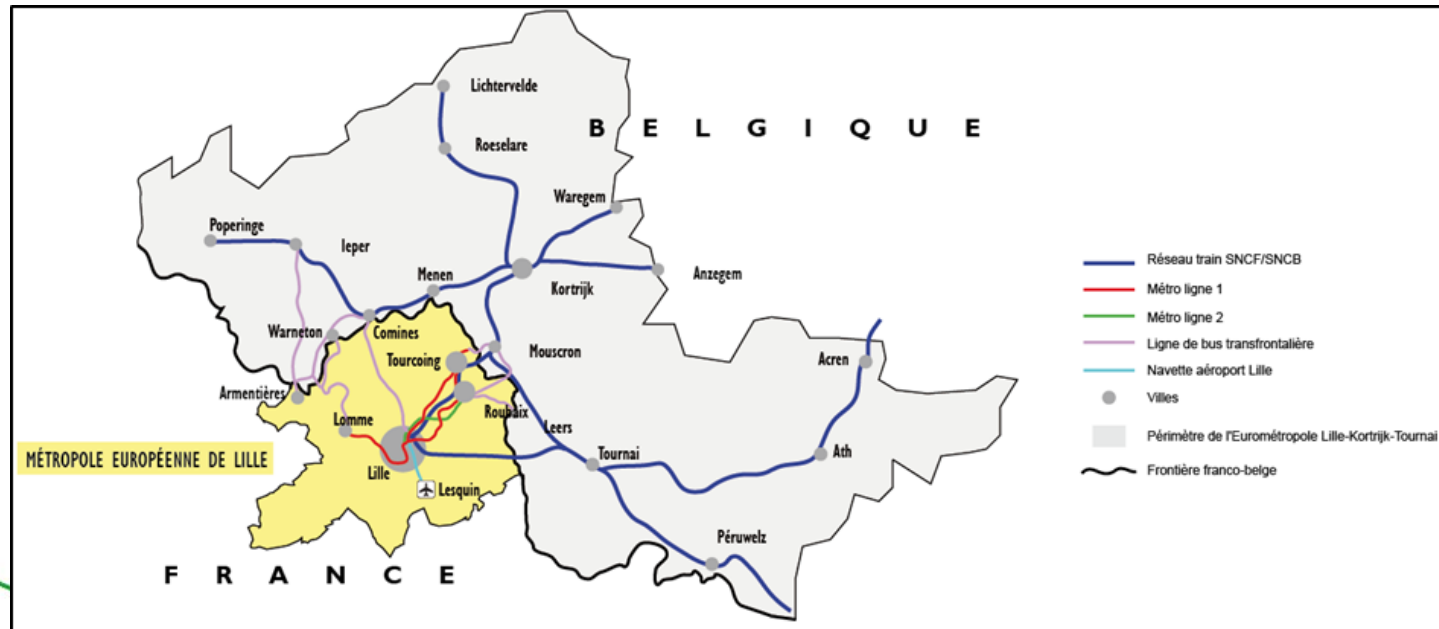 Lichtervelde
B E L G I Q U E
Roeselare
Waregem
Poperinge
Ieper
Menen
Anzegem
Kortrijk
Warneton
Comines
Mouscron
Tourcoing
Acren
Armentières
Roubaix
Lomme
Leers
MÉTROPOLE EUROPÉENNE DE LILLE
Tournai
Ath
Lille
Lesquin
Péruwelz
F R A N C E
Réseau train SNCF/SNCB
Métro ligne 1
Métro ligne 2
Ligne de bus transfrontalière
Navette aéroport Lille
Villes
Périmètre de l'Eurométropole Lille-Kortrijk-Tournai
Frontière franco-belge